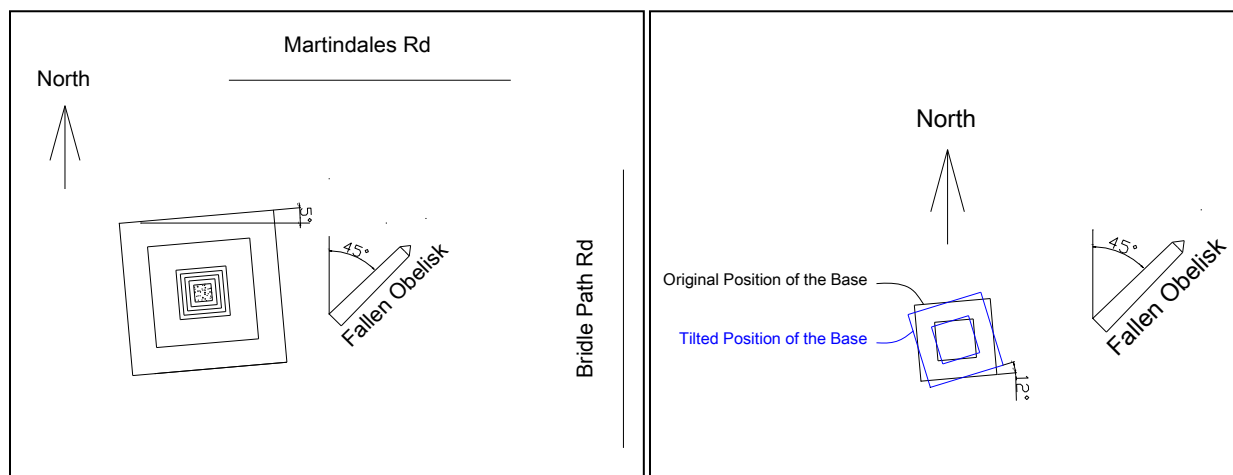 Martindales Rd
North
5°
45°
Fallen Obelisk
Bridle Path Rd
North
Original Position of the Base
Tilted Position of the Base
45°
Fallen Obelisk
12°